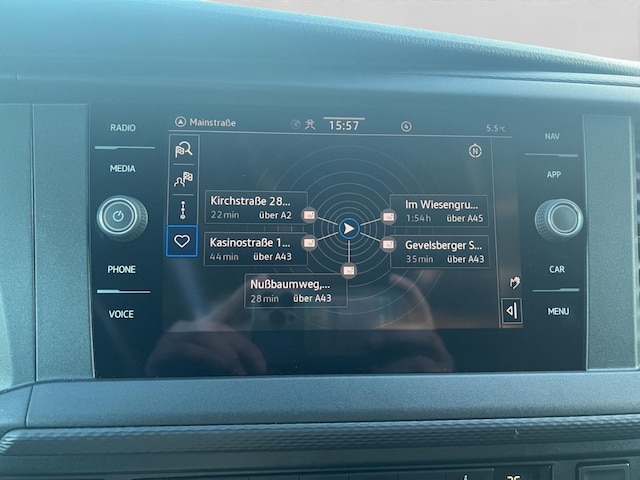 RADIO
MEDIA
PHONE
VOICE
Mainstraße
15:57
5.5°C
N
Kirchstraße 28...
22 min über A2
Im Wiesengru...
1:54h über A45
Kasinostraße 1...
44 min über A43
Gevelsberger S...
35 min über A43
Nußbaumweg,...
28 min über A43
NAV
APP
CAR
MENU